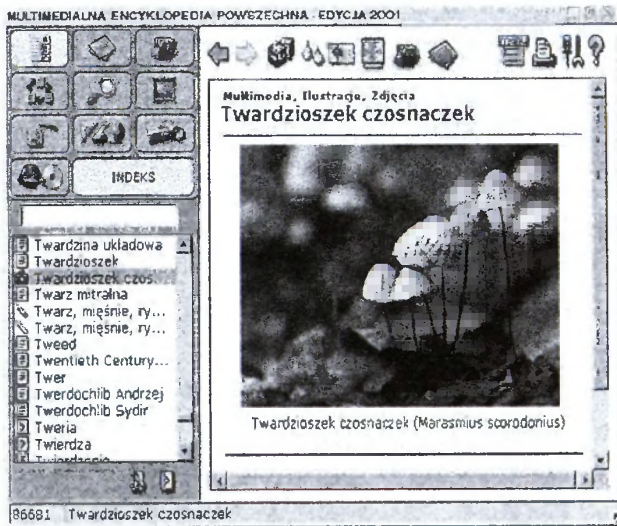 MULTIMEDIALNA ENCYKLOPEDIA POWSZECHNA - EDYCJA 2001
Multimedia, Ilustracje, Zdjęcia
Twardzioszek czosnaczek
INDEKS
Twardzina układowa
Twardzioszek
Twardzioszek czos...
Twarz mitralna
Twarz, mięśnie, ry...
Twarz, mięśnie, ry...
Tweed
Twentieth Century...
Twer
Twerdochlib Andrzej
Twerdochlib Sydir
Tweria
Twierdza
Twierdzenie
Twardzioszek czosnaczek (Marasmius scorodonius)
86681 Twardzioszek czosnaczek